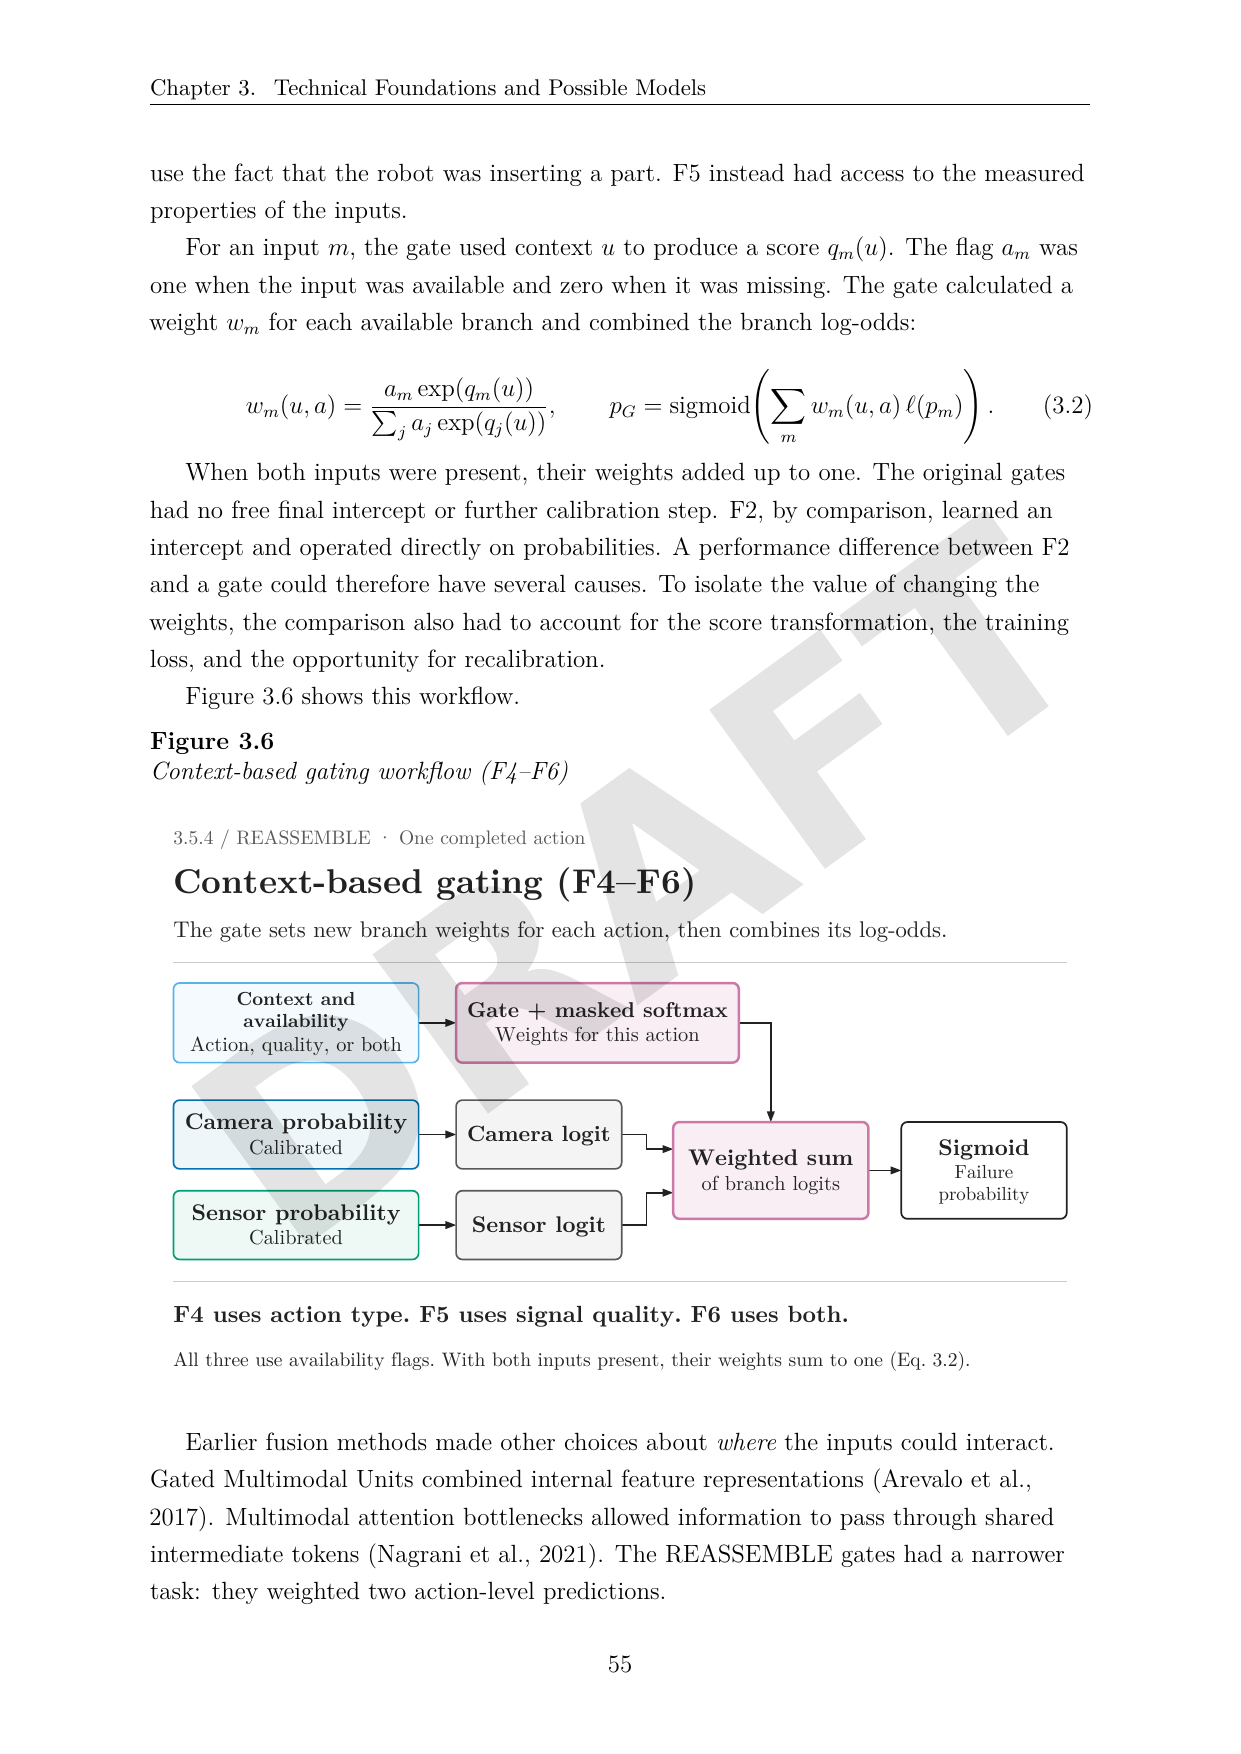 Chapter 3. Technical Foundations and Possible Models
use the fact that the robot was inserting a part. F5 instead had access to the measured
properties of the inputs.
For an input m, the gate used context u to produce a score qₘ(u). The flag aₘ was
one when the input was available and zero when it was missing. The gate calculated a
weight wₘ for each available branch and combined the branch log-odds:
wₘ(u, a) = aₘ exp(qₘ(u)) / ∑ⱼ aⱼ exp(qⱼ(u)), p_G = sigmoid(∑ₘ wₘ(u, a) ℓ(pₘ)). (3.2)
When both inputs were present, their weights added up to one. The original gates
had no free final intercept or further calibration step. F2, by comparison, learned an
intercept and operated directly on probabilities. A performance difference between F2
and a gate could therefore have several causes. To isolate the value of changing the
weights, the comparison also had to account for the score transformation, the training
loss, and the opportunity for recalibration.
Figure 3.6 shows this workflow.
Figure 3.6
Context-based gating workflow (F4–F6)
3.5.4 / REASSEMBLE · One completed action
Context-based gating (F4–F6)
The gate sets new branch weights for each action, then combines its log-odds.
Context and
availability
Action, quality, or both
Gate + masked softmax
Weights for this action
Camera probability
Calibrated
Camera logit
Sensor probability
Calibrated
Sensor logit
Weighted sum
of branch logits
Sigmoid
Failure
probability
F4 uses action type. F5 uses signal quality. F6 uses both.
All three use availability flags. With both inputs present, their weights sum to one (Eq. 3.2).
Earlier fusion methods made other choices about where the inputs could interact.
Gated Multimodal Units combined internal feature representations (Arevalo et al.,
2017). Multimodal attention bottlenecks allowed information to pass through shared
intermediate tokens (Nagrani et al., 2021). The REASSEMBLE gates had a narrower
task: they weighted two action-level predictions.
55
DRAFT